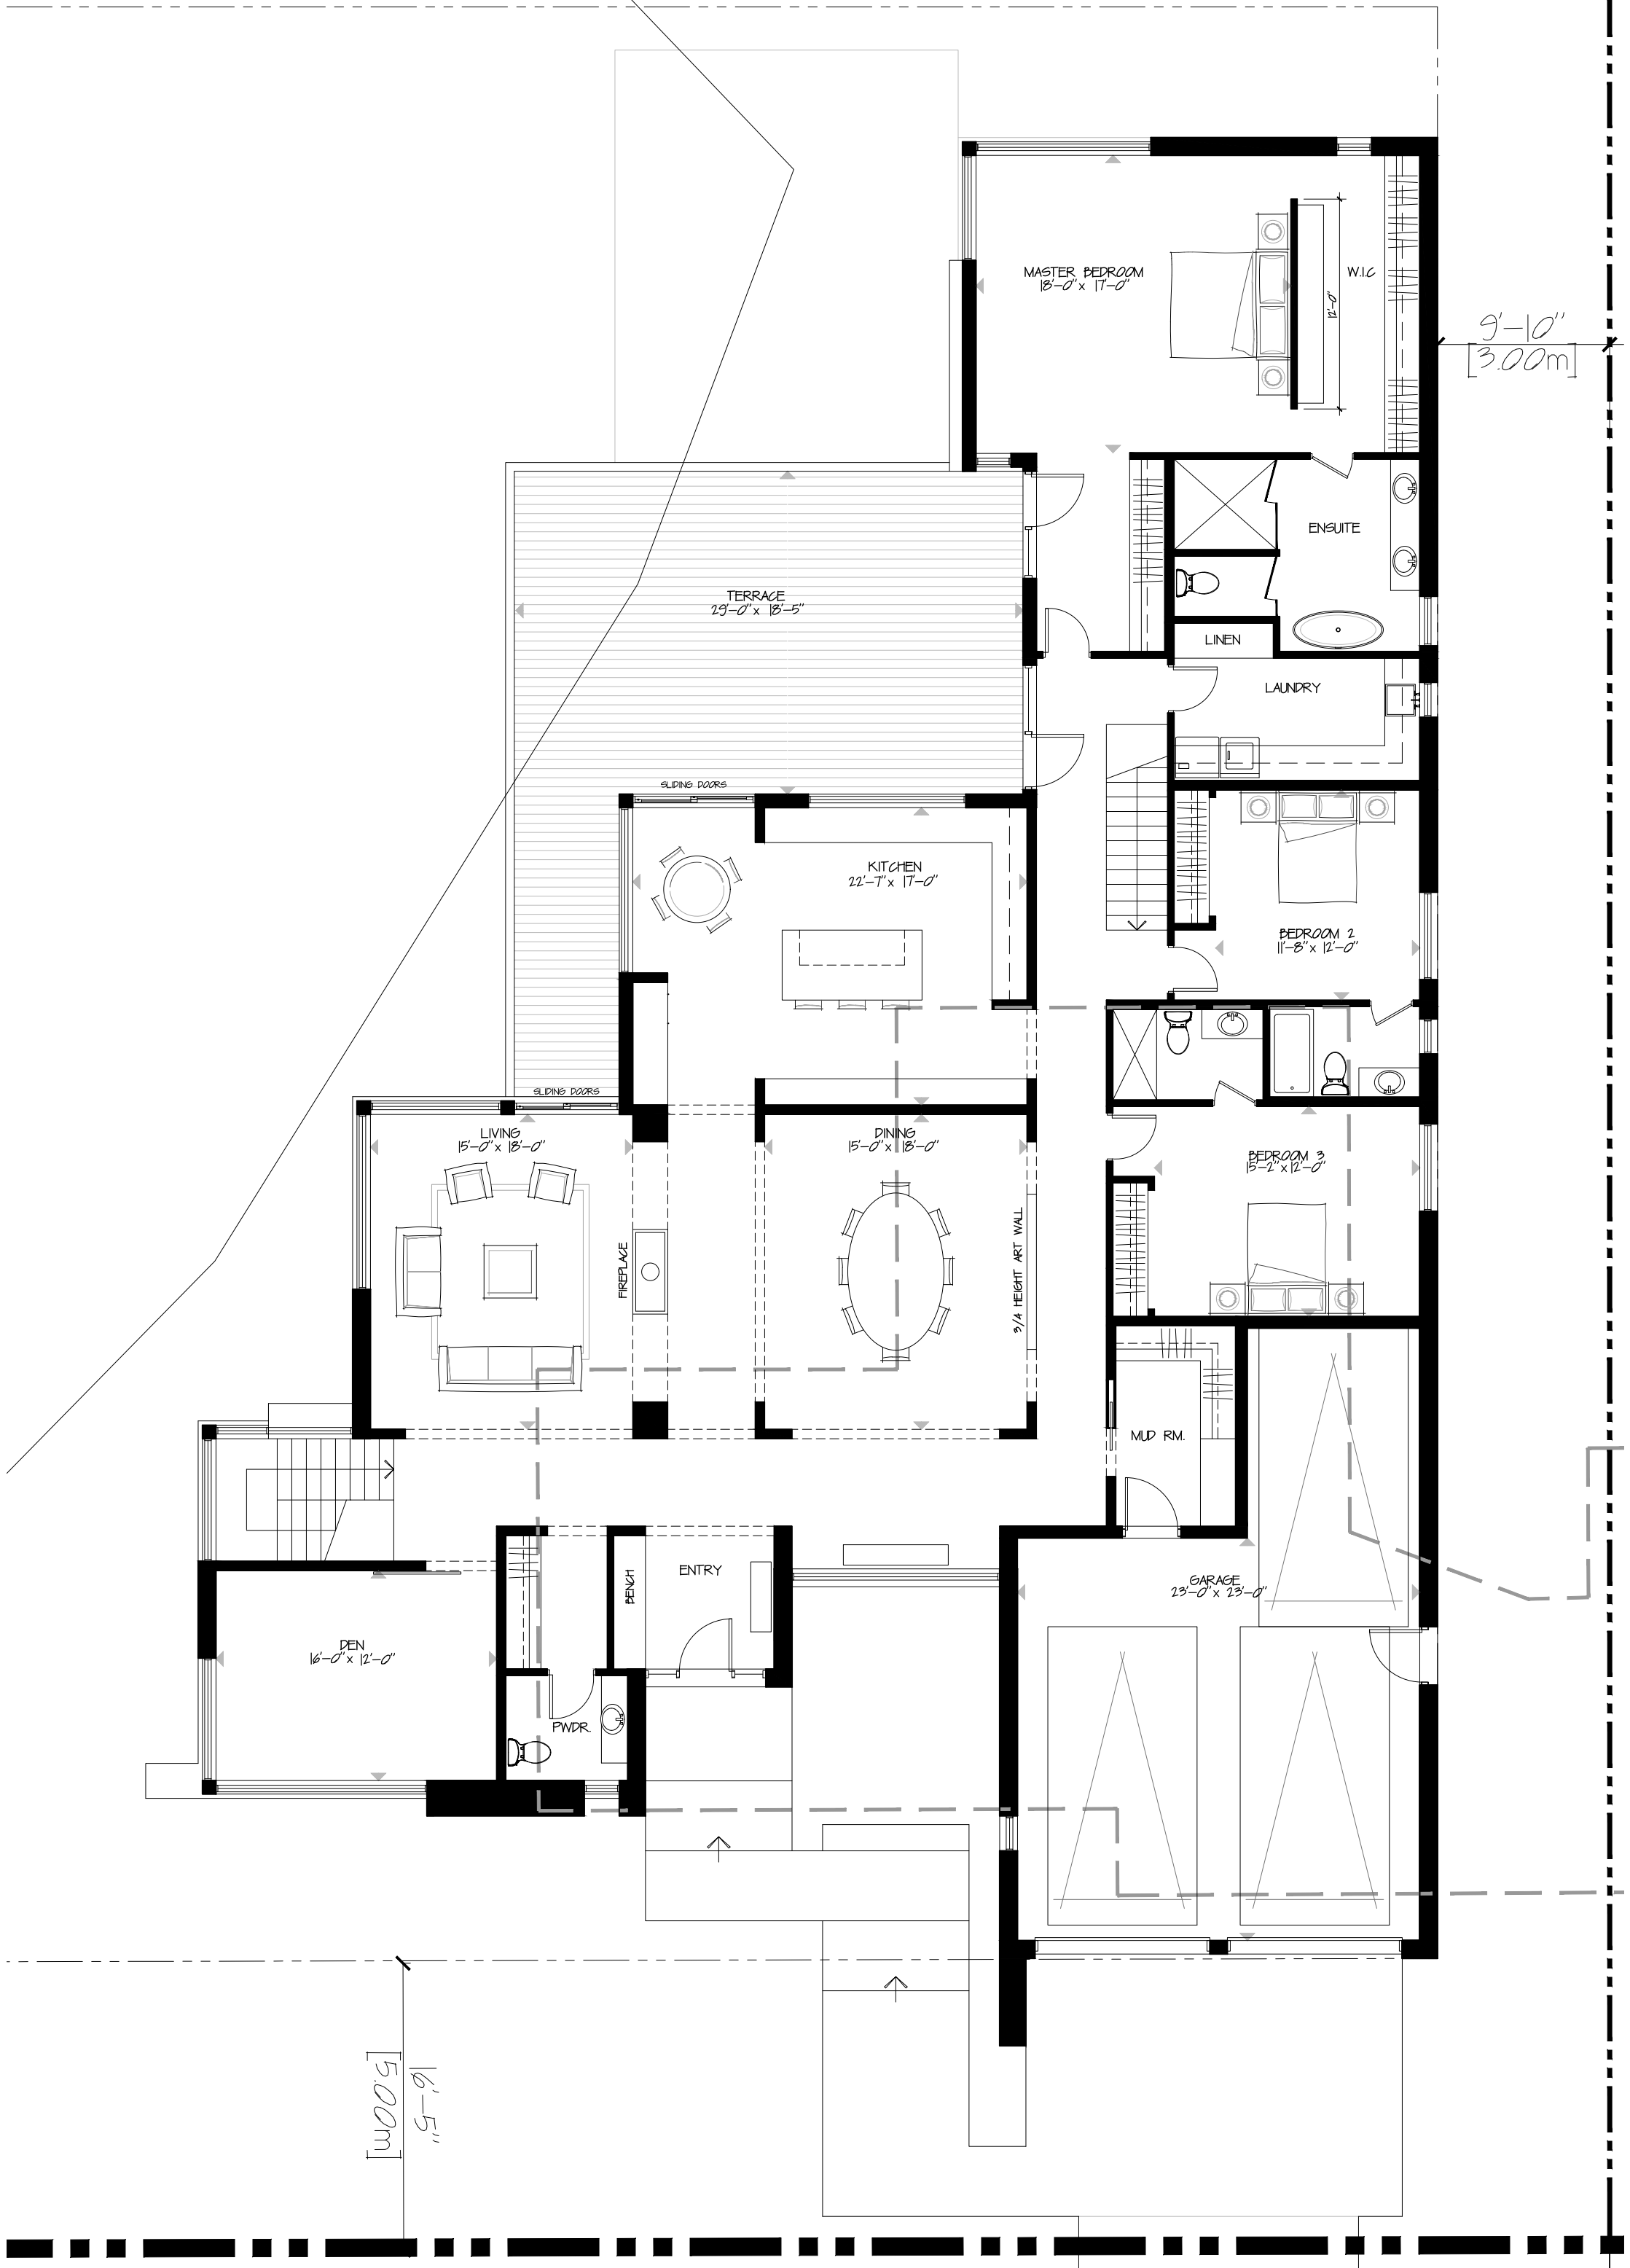 MASTER BEDROOM
18'-0" x 17'-0"
W.I.C
12'-0"
9'-10"
[3.00m]
ENSUITE
TERRACE
29'-0" x 18'-5"
LINEN
LAUNDRY
SLIDING DOORS
KITCHEN
22'-7" x 17'-0"
BEDROOM 2
11'-8" x 12'-0"
SLIDING DOORS
LIVING
15'-0" x 18'-0"
DINING
15'-0" x 18'-0"
BEDROOM 3
15'-2" x 12'-0"
FIREPLACE
3/4 HEIGHT ART WALL
MUD RM.
ENTRY
BENCH
GARAGE
23'-0" x 23'-0"
DEN
16'-0" x 12'-0"
PWDR.
16'-5"
[5.00m]